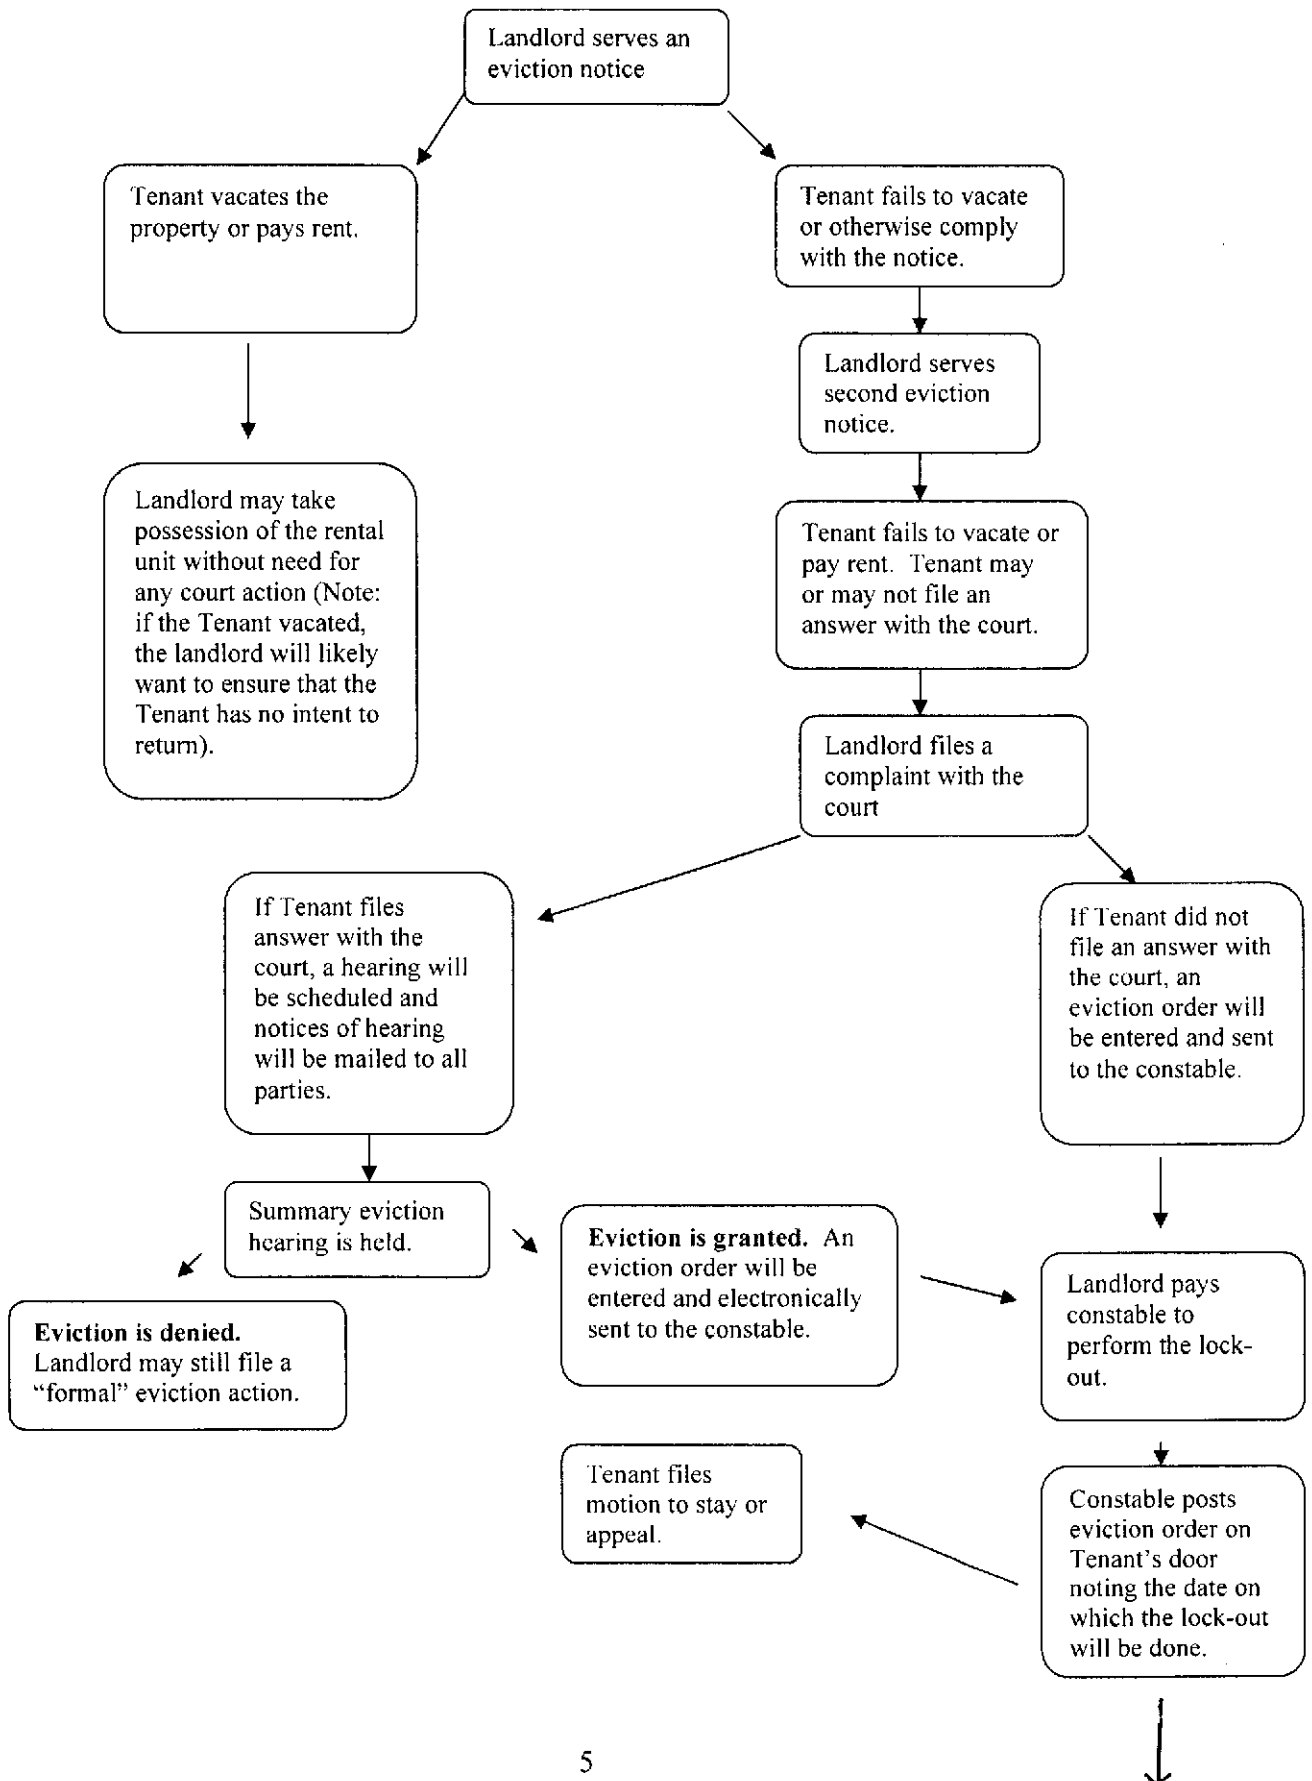 Landlord serves an
eviction notice
Tenant vacates the
property or pays rent.
Tenant fails to vacate
or otherwise comply
with the notice.
Landlord serves
second eviction
notice.
Landlord may take
possession of the rental
unit without need for
any court action (Note:
if the Tenant vacated,
the landlord will likely
want to ensure that the
Tenant has no intent to
return).
Tenant fails to vacate or
pay rent. Tenant may
or may not file an
answer with the court.
Landlord files a
complaint with the
court
If Tenant files
answer with the
court, a hearing will
be scheduled and
notices of hearing
will be mailed to all
parties.
If Tenant did not
file an answer with
the court, an
eviction order will
be entered and sent
to the constable.
Summary eviction
hearing is held.
Eviction is granted. An
eviction order will be
entered and electronically
sent to the constable.
Landlord pays
constable to
perform the lock-
out.
Eviction is denied.
Landlord may still file a
“formal” eviction action.
Tenant files
motion to stay or
appeal.
Constable posts
eviction order on
Tenant’s door
noting the date on
which the lock-out
will be done.
5